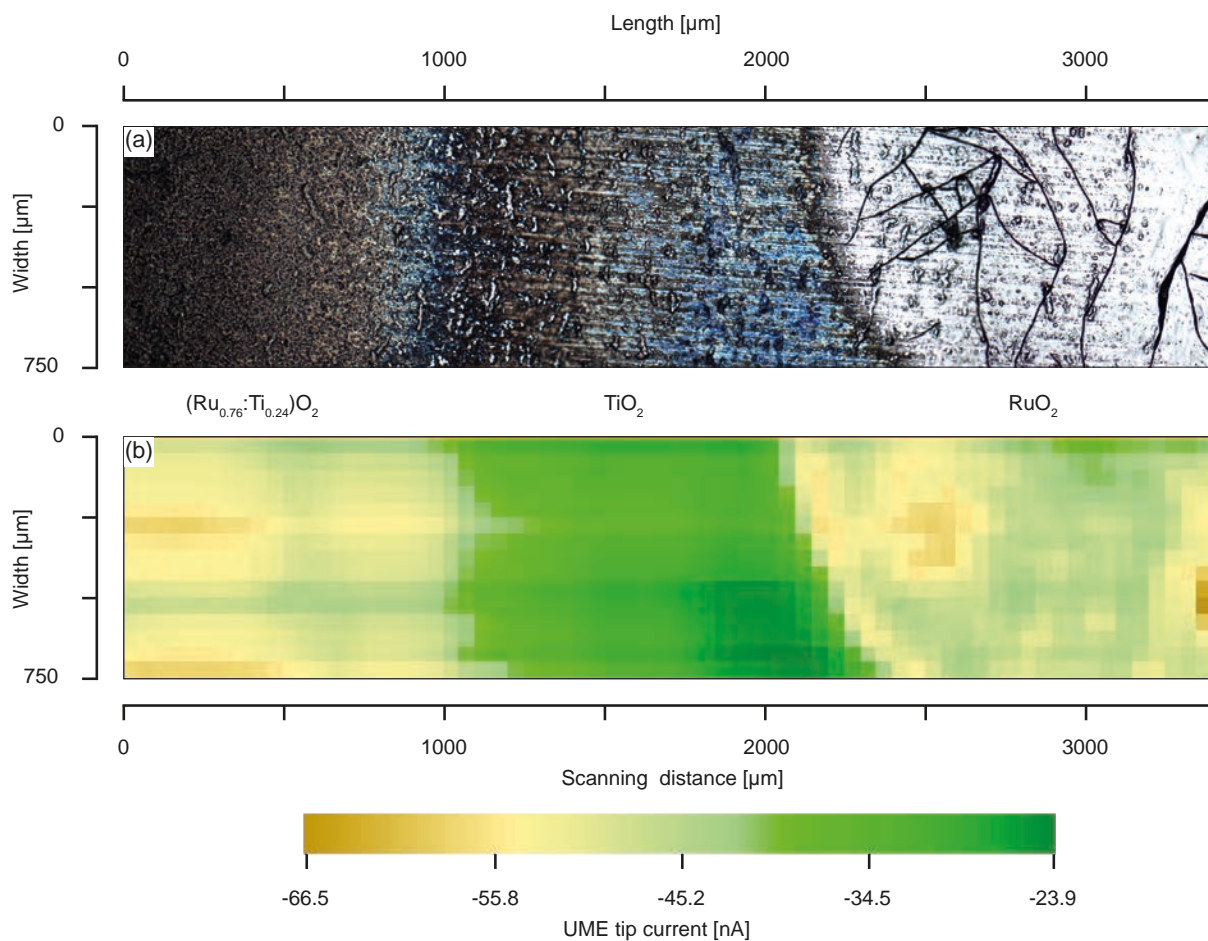 Length [µm]
0 1000 2000 3000
(a)
0
Width [µm]
750
(Ru0.76:Ti0.24)O2 TiO2 RuO2
(b)
0
Width [µm]
750
0 1000 2000 3000
Scanning distance [µm]
-66.5 -55.8 -45.2 -34.5 -23.9
UME tip current [nA]